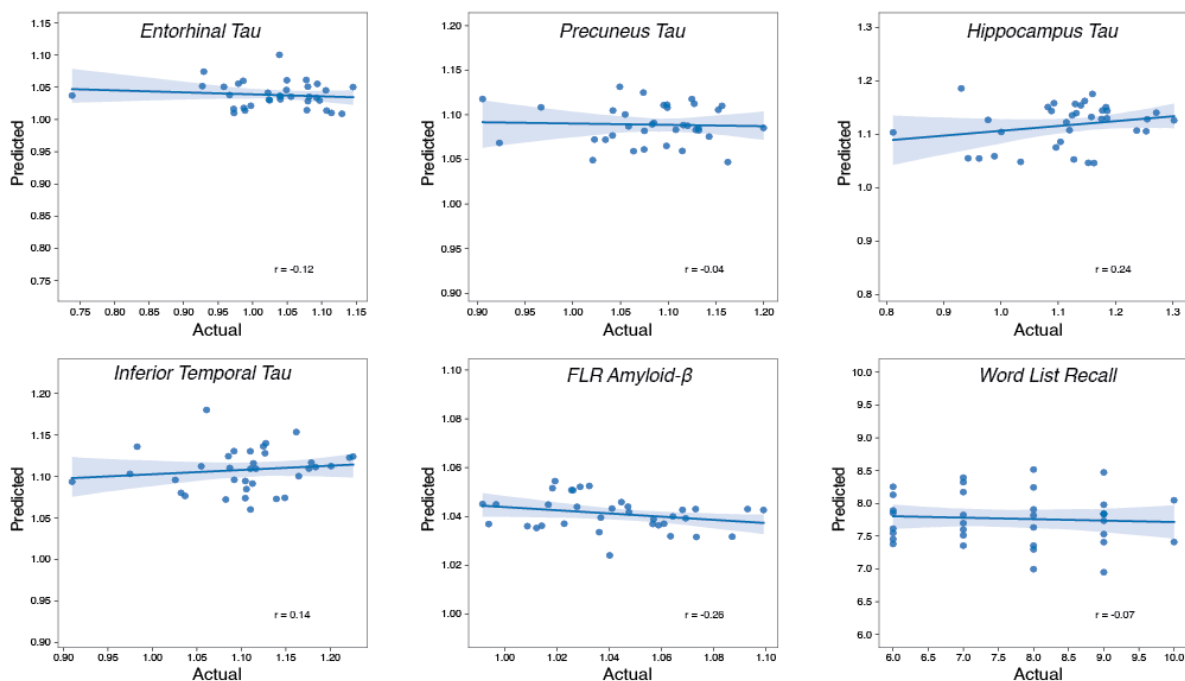 Entorhinal Tau
Predicted
1.15
1.10
1.05
1.00
0.95
0.90
0.85
0.80
0.75
r = -0.12
0.75 0.80 0.85 0.90 0.95 1.00 1.05 1.10 1.15
Actual
Precuneus Tau
Predicted
1.20
1.15
1.10
1.05
1.00
0.95
0.90
r = -0.04
0.90 0.95 1.00 1.05 1.10 1.15 1.20
Actual
Hippocampus Tau
Predicted
1.3
1.2
1.1
1.0
0.9
0.8
r = 0.24
0.8 0.9 1.0 1.1 1.2 1.3
Actual
Inferior Temporal Tau
Predicted
1.20
1.15
1.10
1.05
1.00
0.95
0.90
r = 0.14
0.90 0.95 1.00 1.05 1.10 1.15 1.20
Actual
FLR Amyloid-β
Predicted
1.10
1.08
1.06
1.04
1.02
1.00
r = -0.26
1.00 1.02 1.04 1.06 1.08 1.10
Actual
Word List Recall
Predicted
10.0
9.5
9.0
8.5
8.0
7.5
7.0
6.5
6.0
r = -0.07
6.0 6.5 7.0 7.5 8.0 8.5 9.0 9.5 10.0
Actual